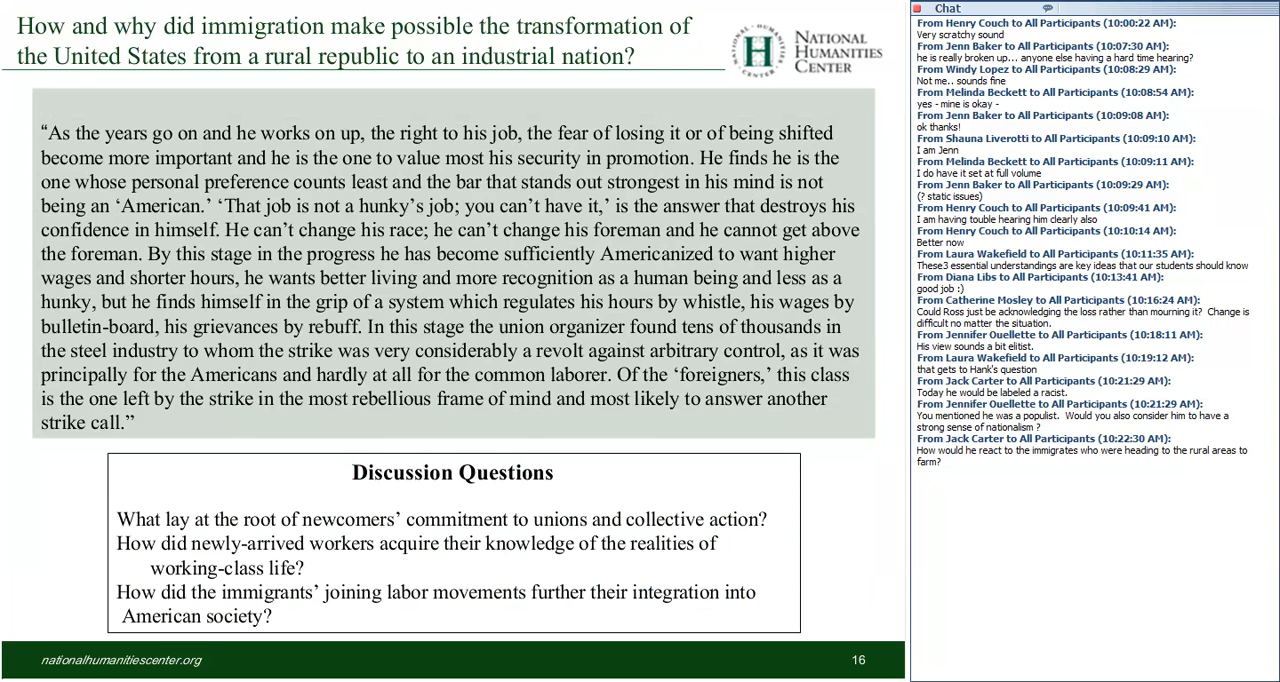 How and why did immigration make possible the transformation of
the United States from a rural republic to an industrial nation?
NATIONAL HUMANITIES CENTER
H
NATIONAL
HUMANITIES
CENTER
“As the years go on and he works on up, the right to his job, the fear of losing it or of being shifted
become more important and he is the one to value most his security in promotion. He finds he is the
one whose personal preference counts least and the bar that stands out strongest in his mind is not
being an ‘American.’ ‘That job is not a hunky’s job; you can’t have it,’ is the answer that destroys his
confidence in himself. He can’t change his race; he can’t change his foreman and he cannot get above
the foreman. By this stage in the progress he has become sufficiently Americanized to want higher
wages and shorter hours, he wants better living and more recognition as a human being and less as a
hunky, but he finds himself in the grip of a system which regulates his hours by whistle, his wages by
bulletin-board, his grievances by rebuff. In this stage the union organizer found tens of thousands in
the steel industry to whom the strike was very considerably a revolt against arbitrary control, as it was
principally for the Americans and hardly at all for the common laborer. Of the ‘foreigners,’ this class
is the one left by the strike in the most rebellious frame of mind and most likely to answer another
strike call.”
Discussion Questions
What lay at the root of newcomers’ commitment to unions and collective action?
How did newly-arrived workers acquire their knowledge of the realities of
working-class life?
How did the immigrants’ joining labor movements further their integration into
American society?
nationalhumanitiescenter.org
16
Chat
From Henry Couch to All Participants (10:00:22 AM):
Very scratchy sound
From Jenn Baker to All Participants (10:07:30 AM):
he is really broken up... anyone else having a hard time hearing?
From Windy Lopez to All Participants (10:08:29 AM):
Not me.. sounds fine
From Melinda Beckett to All Participants (10:08:54 AM):
yes - mine is okay -
From Jenn Baker to All Participants (10:09:08 AM):
ok thanks!
From Shauna Liverotti to All Participants (10:09:10 AM):
I am Jenn
From Melinda Beckett to All Participants (10:09:11 AM):
I do have it set at full volume
From Jenn Baker to All Participants (10:09:29 AM):
(? static issues)
From Henry Couch to All Participants (10:09:41 AM):
I am having touble hearing him clearly also
From Henry Couch to All Participants (10:10:14 AM):
Better now
From Laura Wakefield to All Participants (10:11:35 AM):
These3 essential understandings are key ideas that our students should know
From Diana Libs to All Participants (10:13:41 AM):
good job :)
From Catherine Mosley to All Participants (10:16:24 AM):
Could Ross just be acknowledging the loss rather than mourning it?  Change is
difficult no matter the situation.
From Jennifer Ouellette to All Participants (10:18:11 AM):
His view sounds a bit elitist.
From Laura Wakefield to All Participants (10:19:12 AM):
that gets to Hank's question
From Jack Carter to All Participants (10:21:29 AM):
Today he would be labeled a racist.
From Jennifer Ouellette to All Participants (10:21:29 AM):
You mentioned he was a populist.  Would you also consider him to have a
strong sense of nationalism ?
From Jack Carter to All Participants (10:22:30 AM):
How would he react to the immigrates who were heading to the rural areas to
farm?